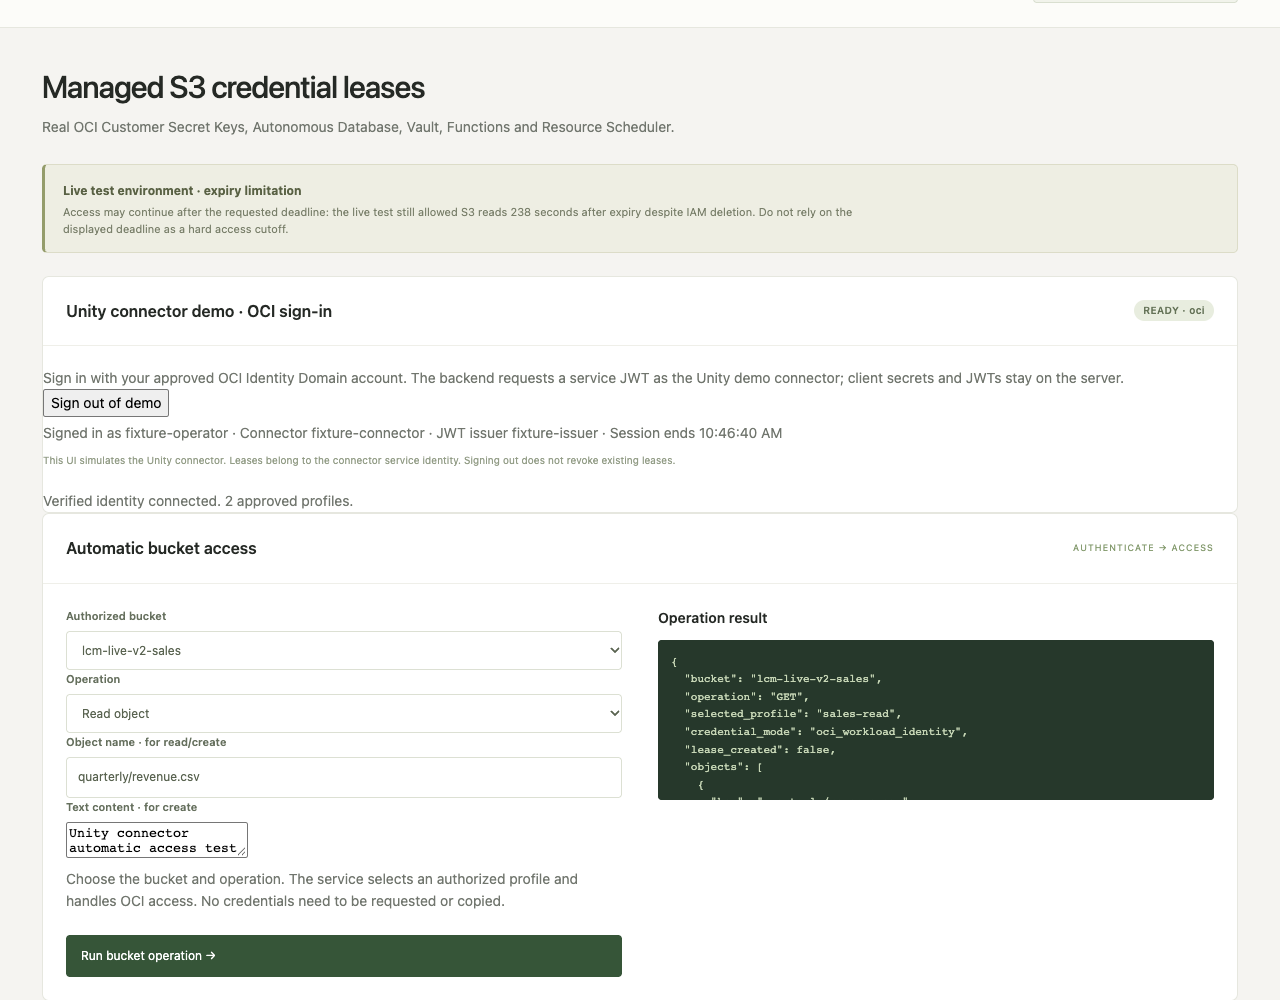 Managed S3 credential leases
Real OCI Customer Secret Keys, Autonomous Database, Vault, Functions and Resource Scheduler.
Live test environment · expiry limitation
Access may continue after the requested deadline: the live test still allowed S3 reads 238 seconds after expiry despite IAM deletion. Do not rely on the
displayed deadline as a hard access cutoff.
Unity connector demo · OCI sign-in
READY · oci
Sign in with your approved OCI Identity Domain account. The backend requests a service JWT as the Unity demo connector; client secrets and JWTs stay on the server.
Sign out of demo
Signed in as fixture-operator · Connector fixture-connector · JWT issuer fixture-issuer · Session ends 10:46:40 AM
This UI simulates the Unity connector. Leases belong to the connector service identity. Signing out does not revoke existing leases.
Verified identity connected. 2 approved profiles.
Automatic bucket access
AUTHENTICATE → ACCESS
Authorized bucket
lcm-live-v2-sales
Operation
Read object
Object name · for read/create
quarterly/revenue.csv
Text content · for create
Unity connector
automatic access test
Choose the bucket and operation. The service selects an authorized profile and
handles OCI access. No credentials need to be requested or copied.
Run bucket operation →
Operation result
{
"bucket": "lcm-live-v2-sales",
"operation": "GET",
"selected_profile": "sales-read",
"credential_mode": "oci_workload_identity",
"lease_created": false,
"objects": [
{